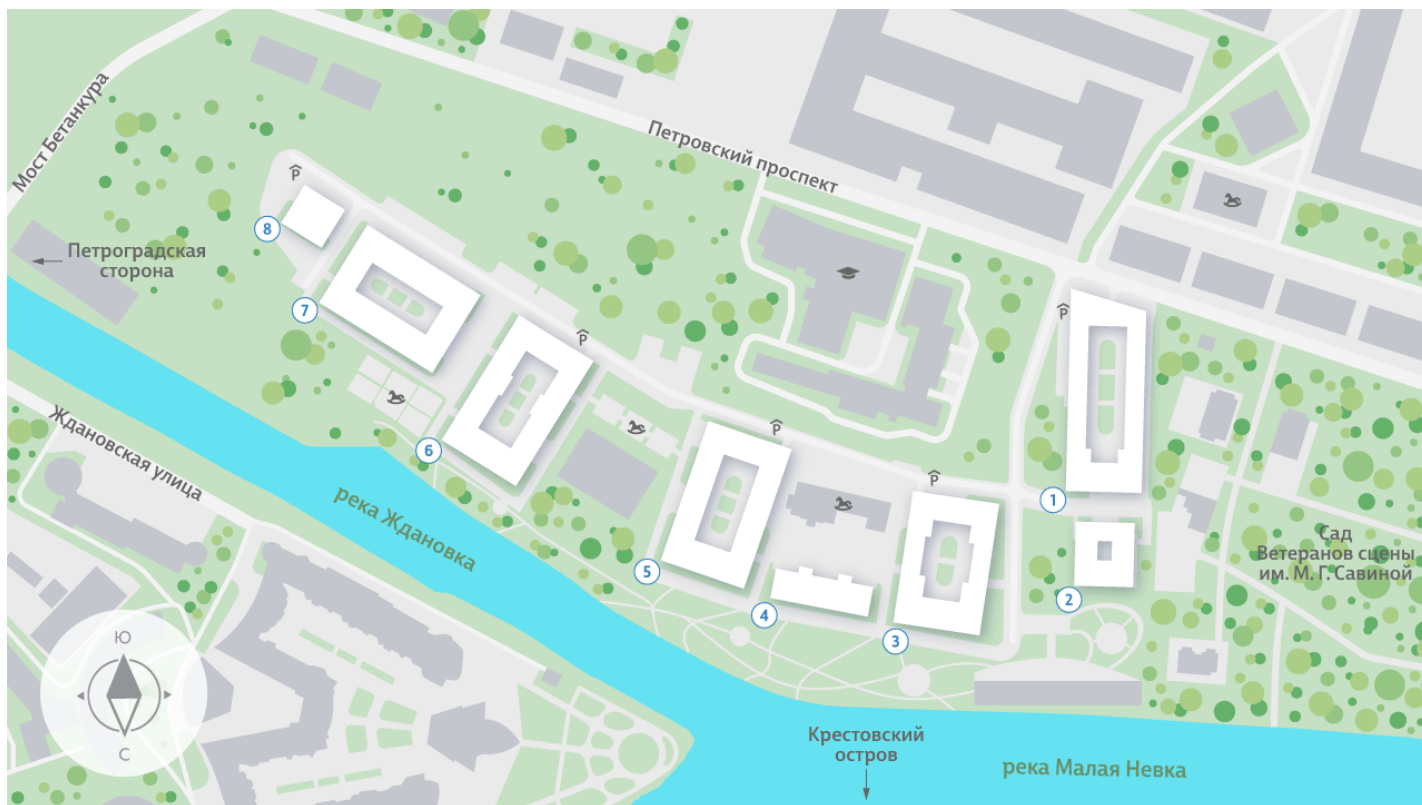 Мост Бетанкура
Петровский проспект
Р
8
Петроградская
сторона
7
Р
Р
6
Р
Р
1
Ждановская улица
река Ждановка
Сад
Ветеранов сцены
им. М. Г. Савиной
5
2
4
3
Ю
С
Крестовский
остров
река Малая Невка